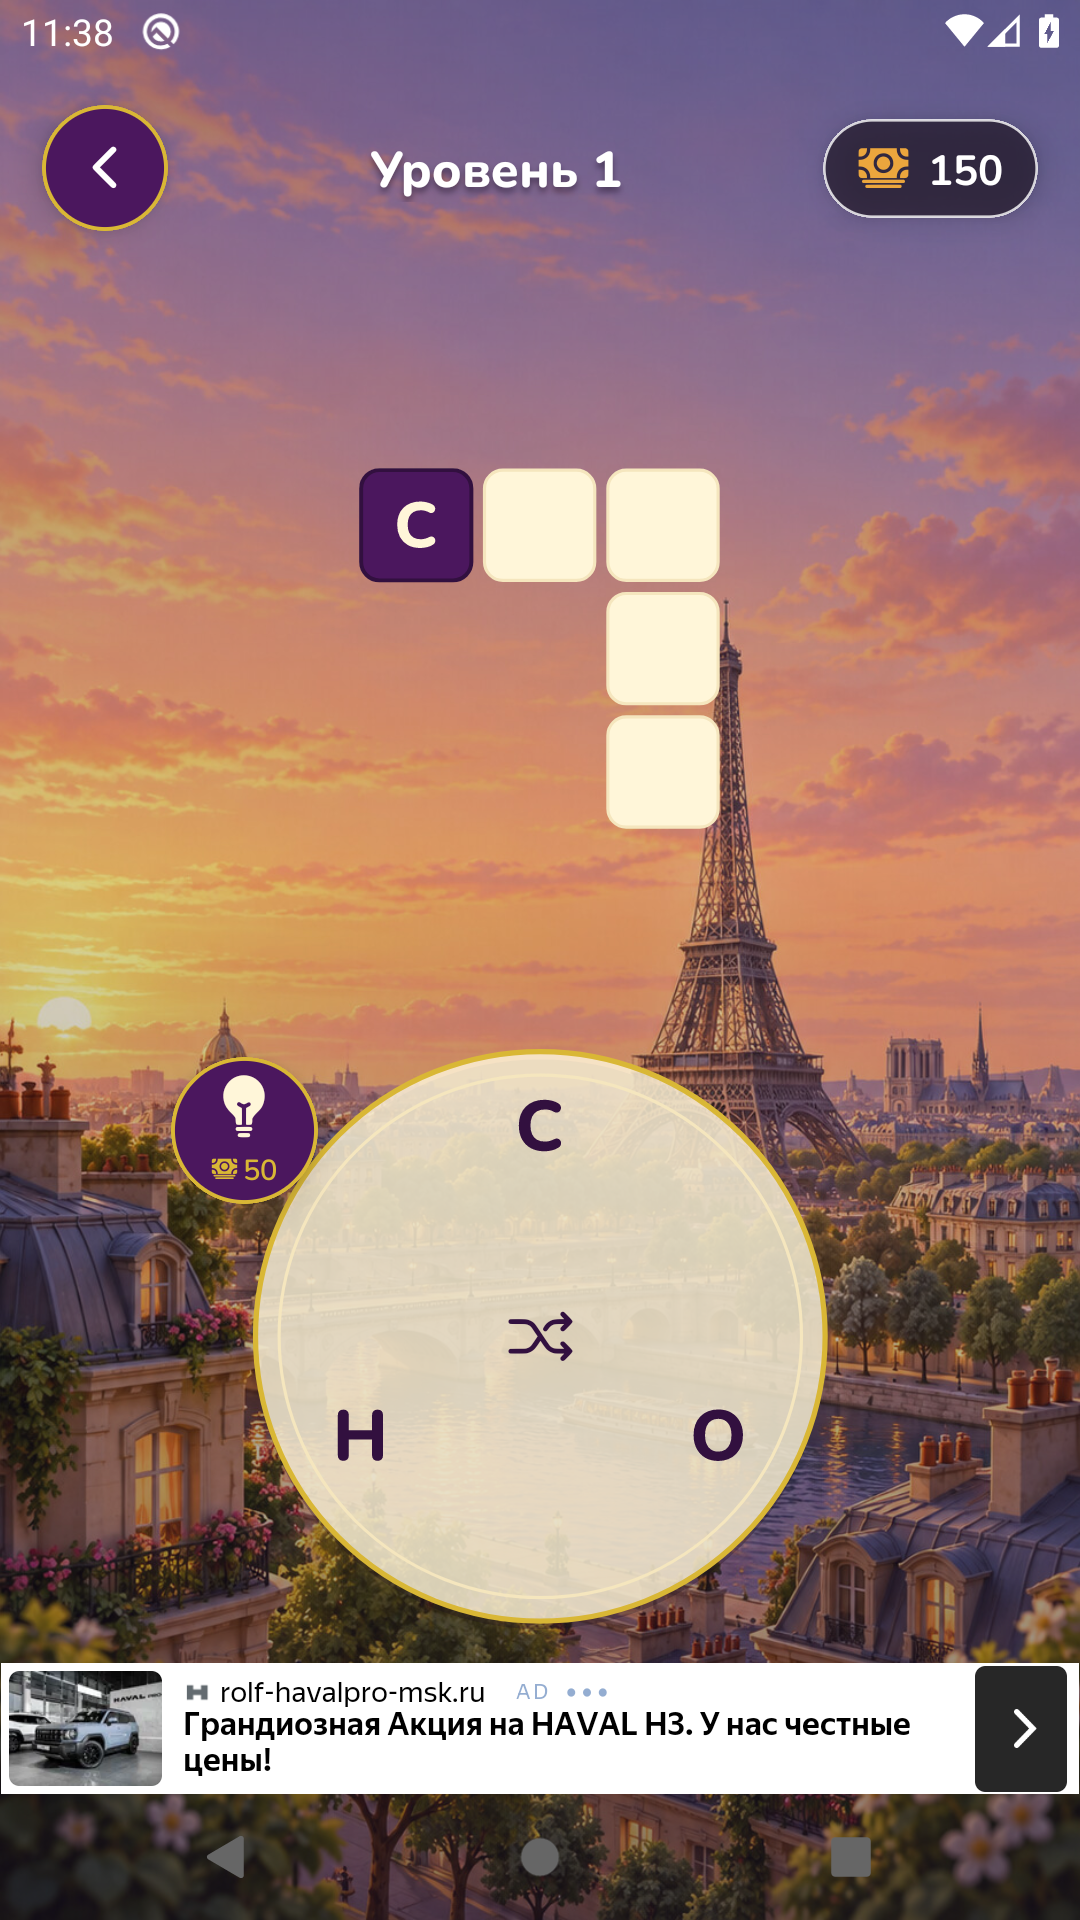 11:38
Уровень 1
150
С
50
С
Н
О
rolf-havalpro-msk.ru AD
Грандиозная Акция на HAVAL H3. У нас честные
цены!